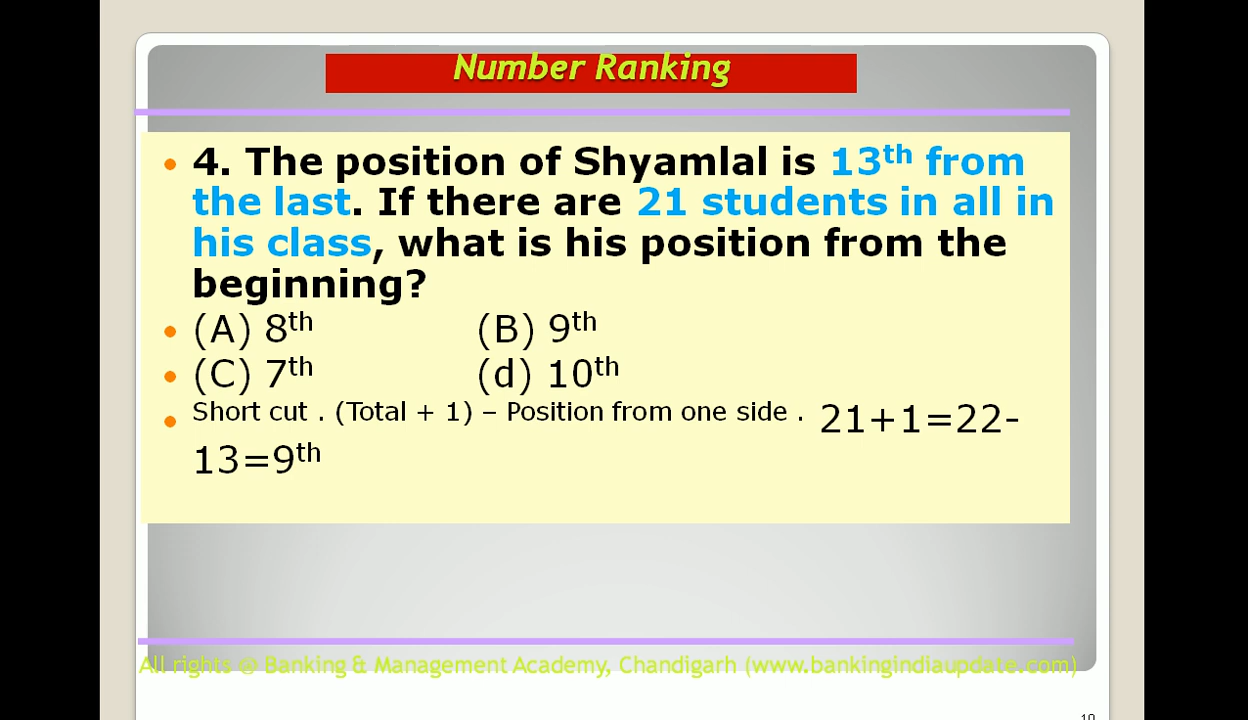 Number Ranking
• 4. The position of Shyamlal is 13th from
the last. If there are 21 students in all in
his class, what is his position from the
beginning?
• (A) 8th (B) 9th
• (C) 7th (d) 10th
• Short cut . (Total + 1) – Position from one side . 21+1=22-
13=9th
All rights @ Banking & Management Academy, Chandigarh (www.bankingindiaupdate.com)
10